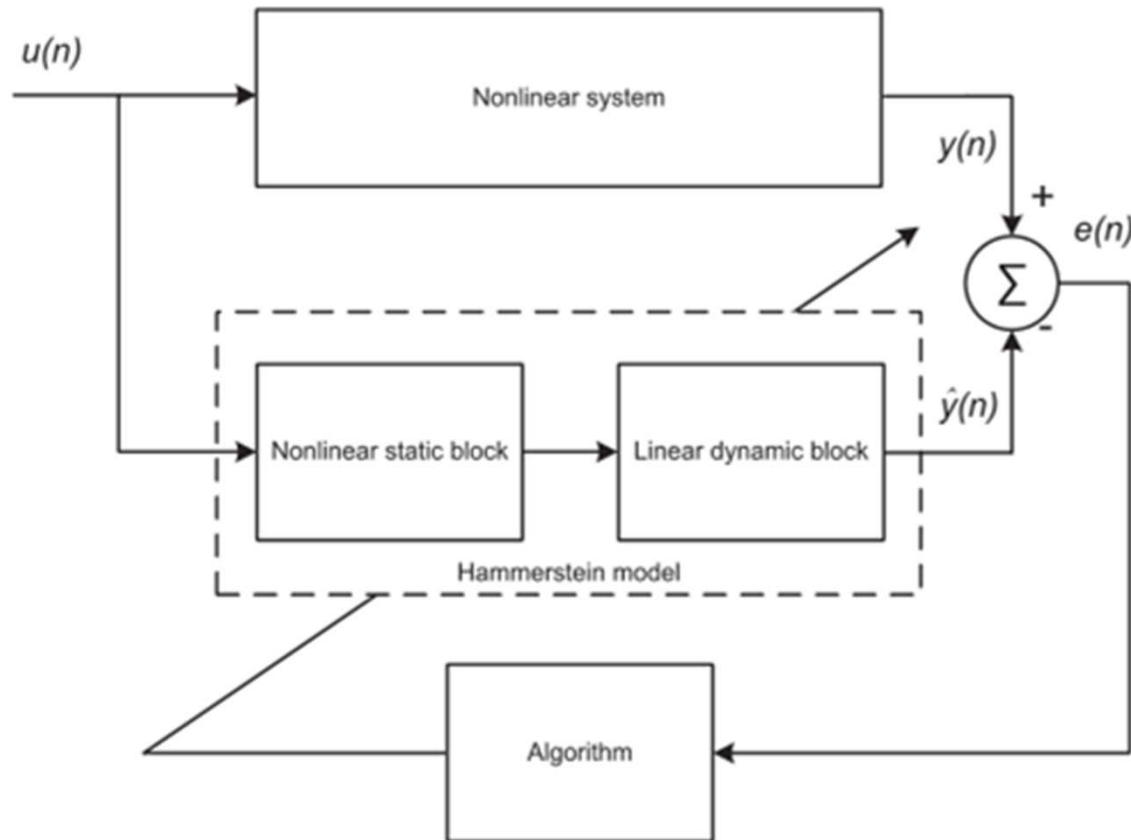 u(n)
Nonlinear system
y(n)
+
e(n)
Σ
-
ŷ(n)
Nonlinear static block
Linear dynamic block
Hammerstein model
Algorithm